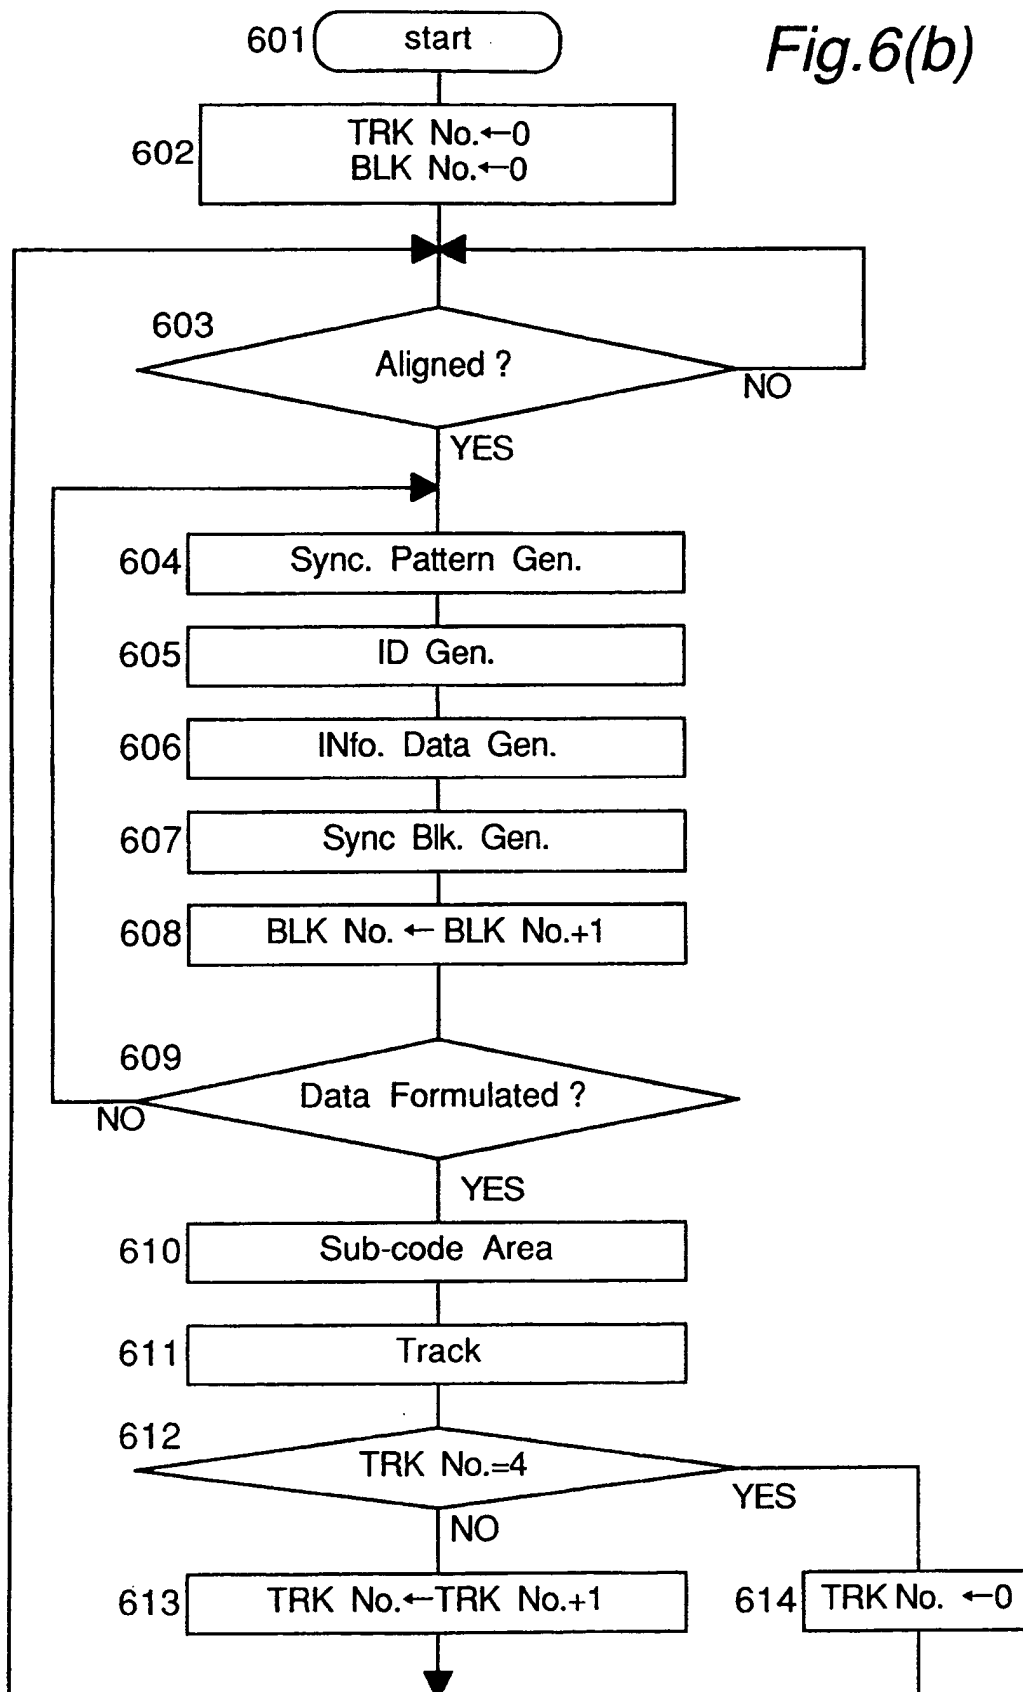 Fig.6(b)
601 start
602 TRK No.←0
BLK No.←0
603
Aligned ?
NO
YES
604 Sync. Pattern Gen.
605 ID Gen.
606 INfo. Data Gen.
607 Sync Blk. Gen.
608 BLK No. ← BLK No.+1
609
Data Formulated ?
NO
YES
610 Sub-code Area
611 Track
612
TRK No.=4
YES
NO
613 TRK No.←TRK No.+1
614 TRK No. ←0